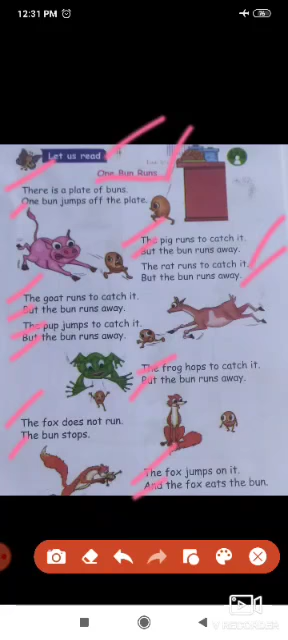 12:31 PM
Let us read
One Bun Runs
There is a plate of buns.
One bun jumps off the plate.
The pig runs to catch it.
But the bun runs away.
The rat runs to catch it.
But the bun runs away.
The goat runs to catch it.
But the bun runs away.
The pup jumps to catch it.
But the bun runs away.
The frog hops to catch it.
But the bun runs away.
The fox does not run.
The bun stops.
The fox jumps on it.
And the fox eats the bun.
V RECORDER